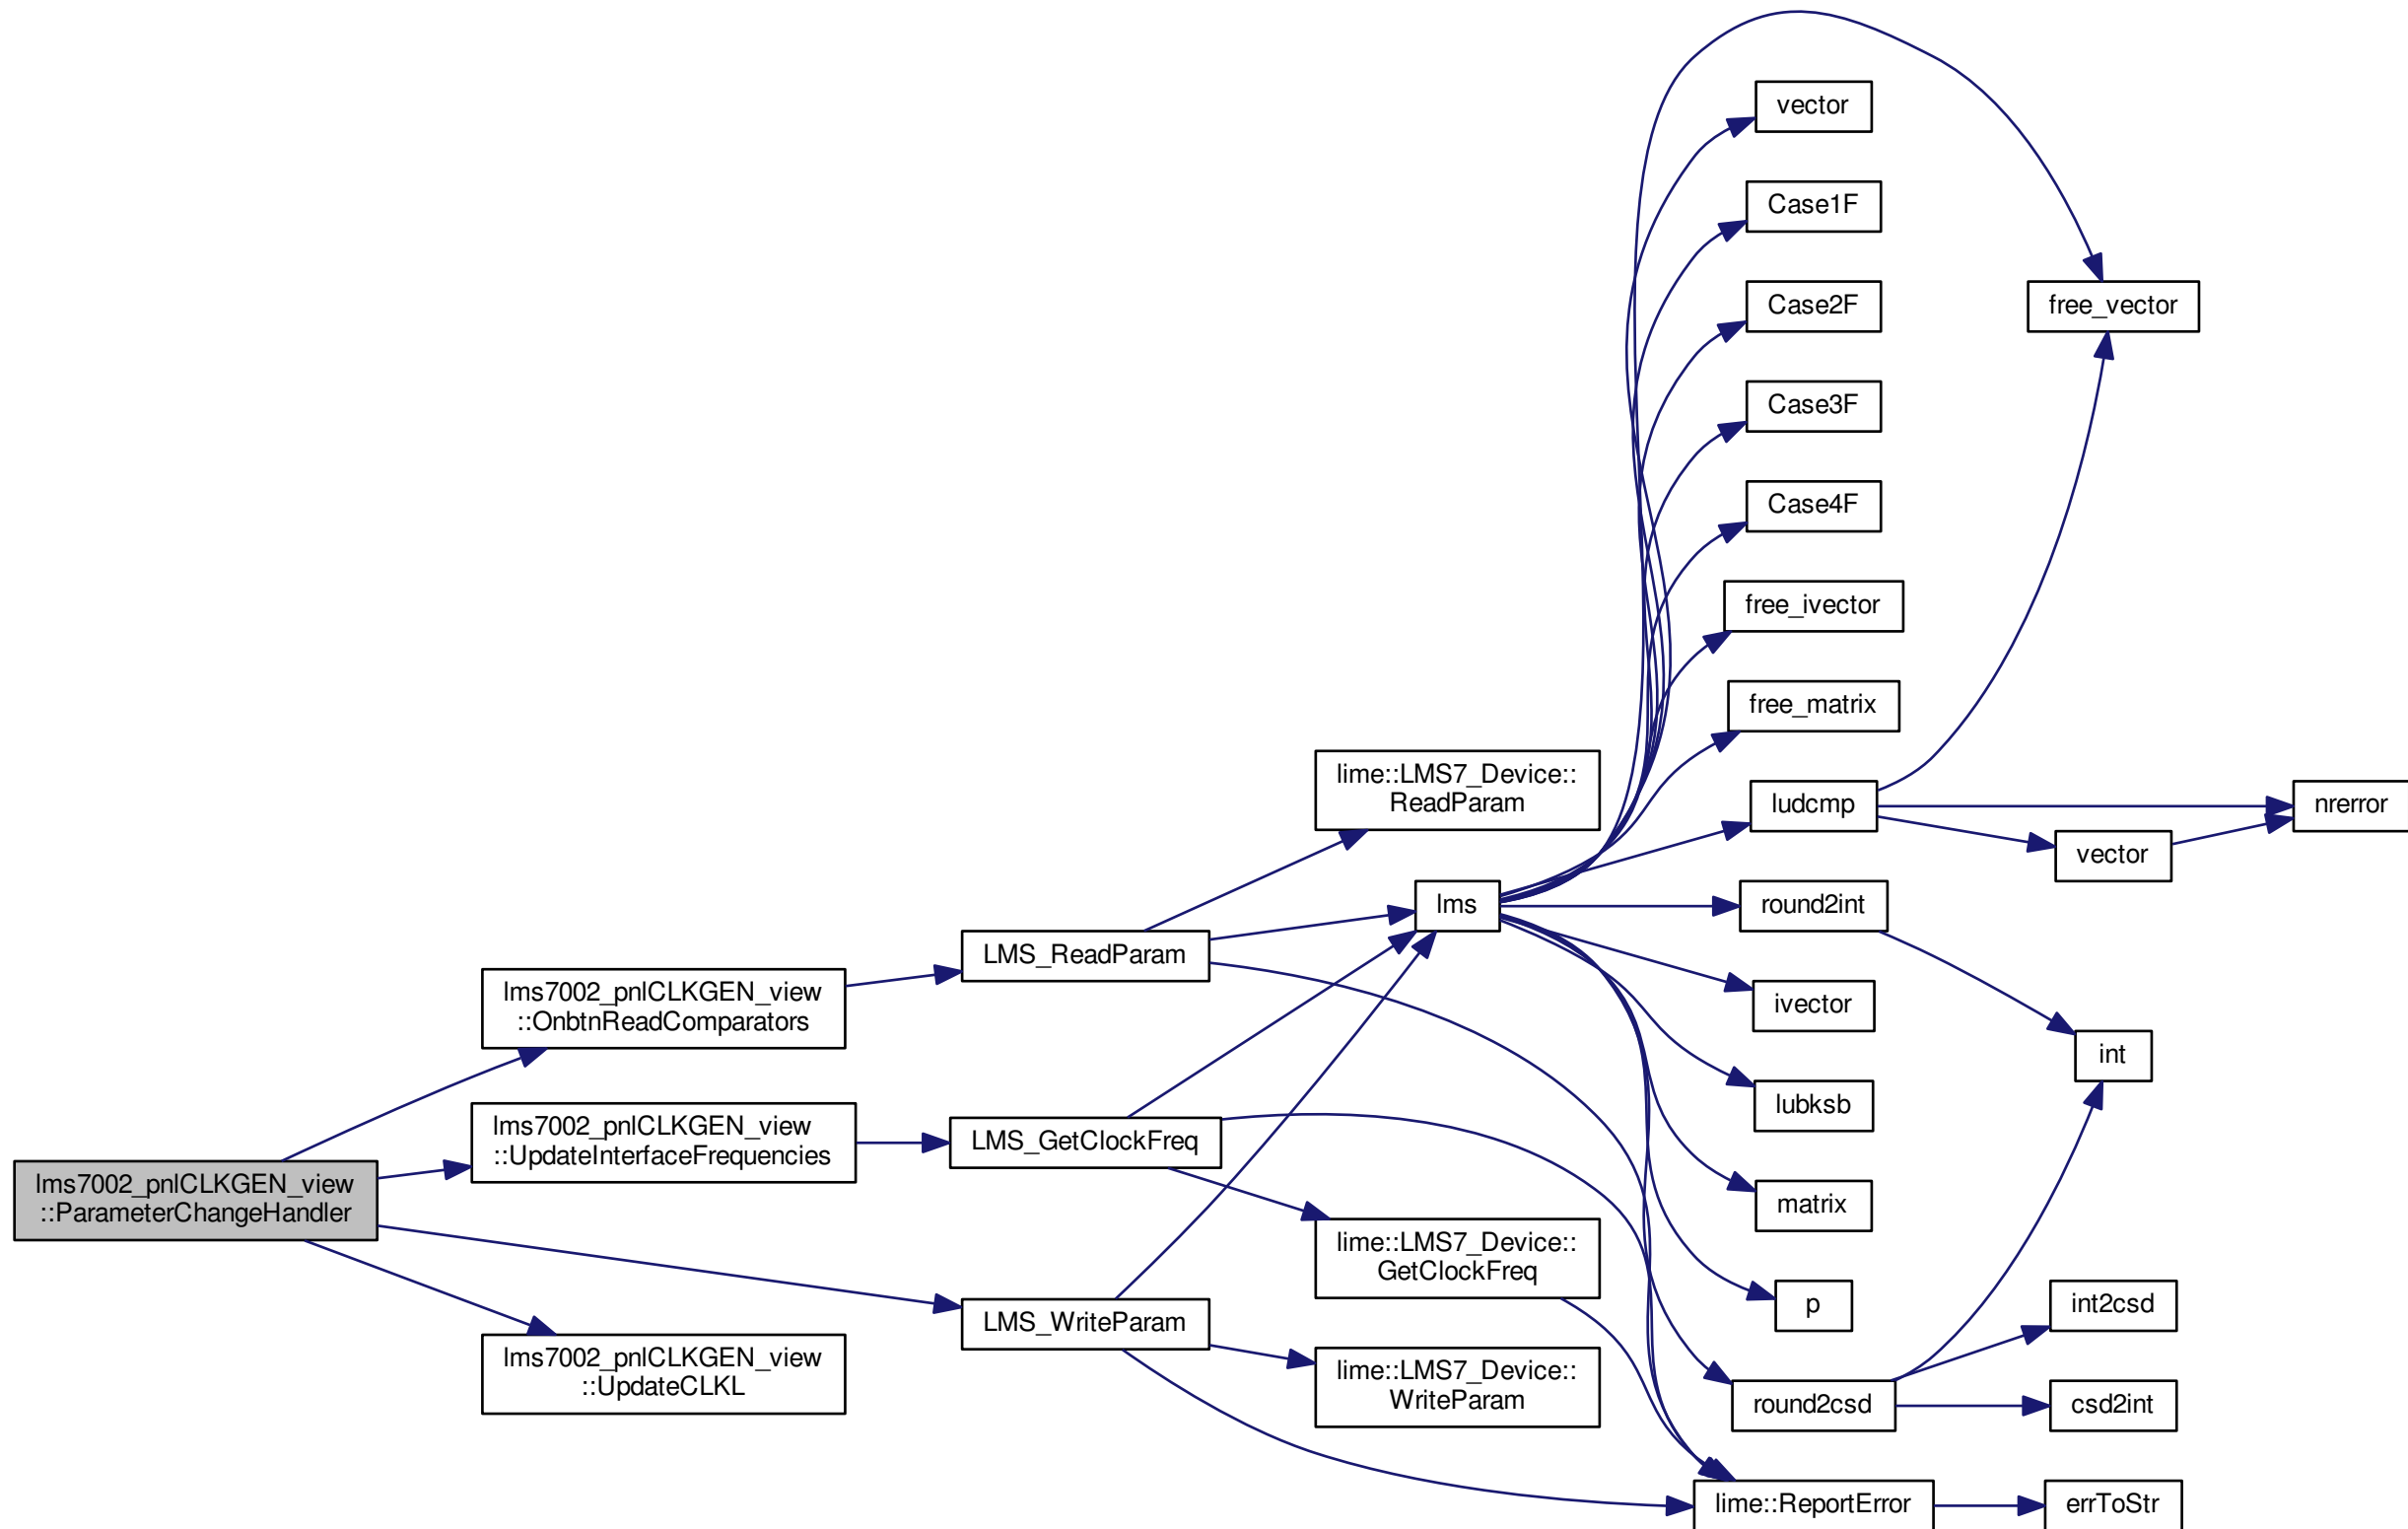 vector
Case1F
Case2F
free_vector
Case3F
Case4F
free_ivector
free_matrix
lime::LMS7_Device::
ReadParam
ludcmp
nrerror
vector
lms
round2int
LMS_ReadParam
lms7002_pnlCLKGEN_view
::OnbtnReadComparators
ivector
int
lubksb
lms7002_pnlCLKGEN_view
::UpdateInterfaceFrequencies
LMS_GetClockFreq
lms7002_pnlCLKGEN_view
::ParameterChangeHandler
matrix
lime::LMS7_Device::
GetClockFreq
p
int2csd
LMS_WriteParam
lms7002_pnlCLKGEN_view
::UpdateCLKL
lime::LMS7_Device::
WriteParam
round2csd
csd2int
lime::ReportError
errToStr